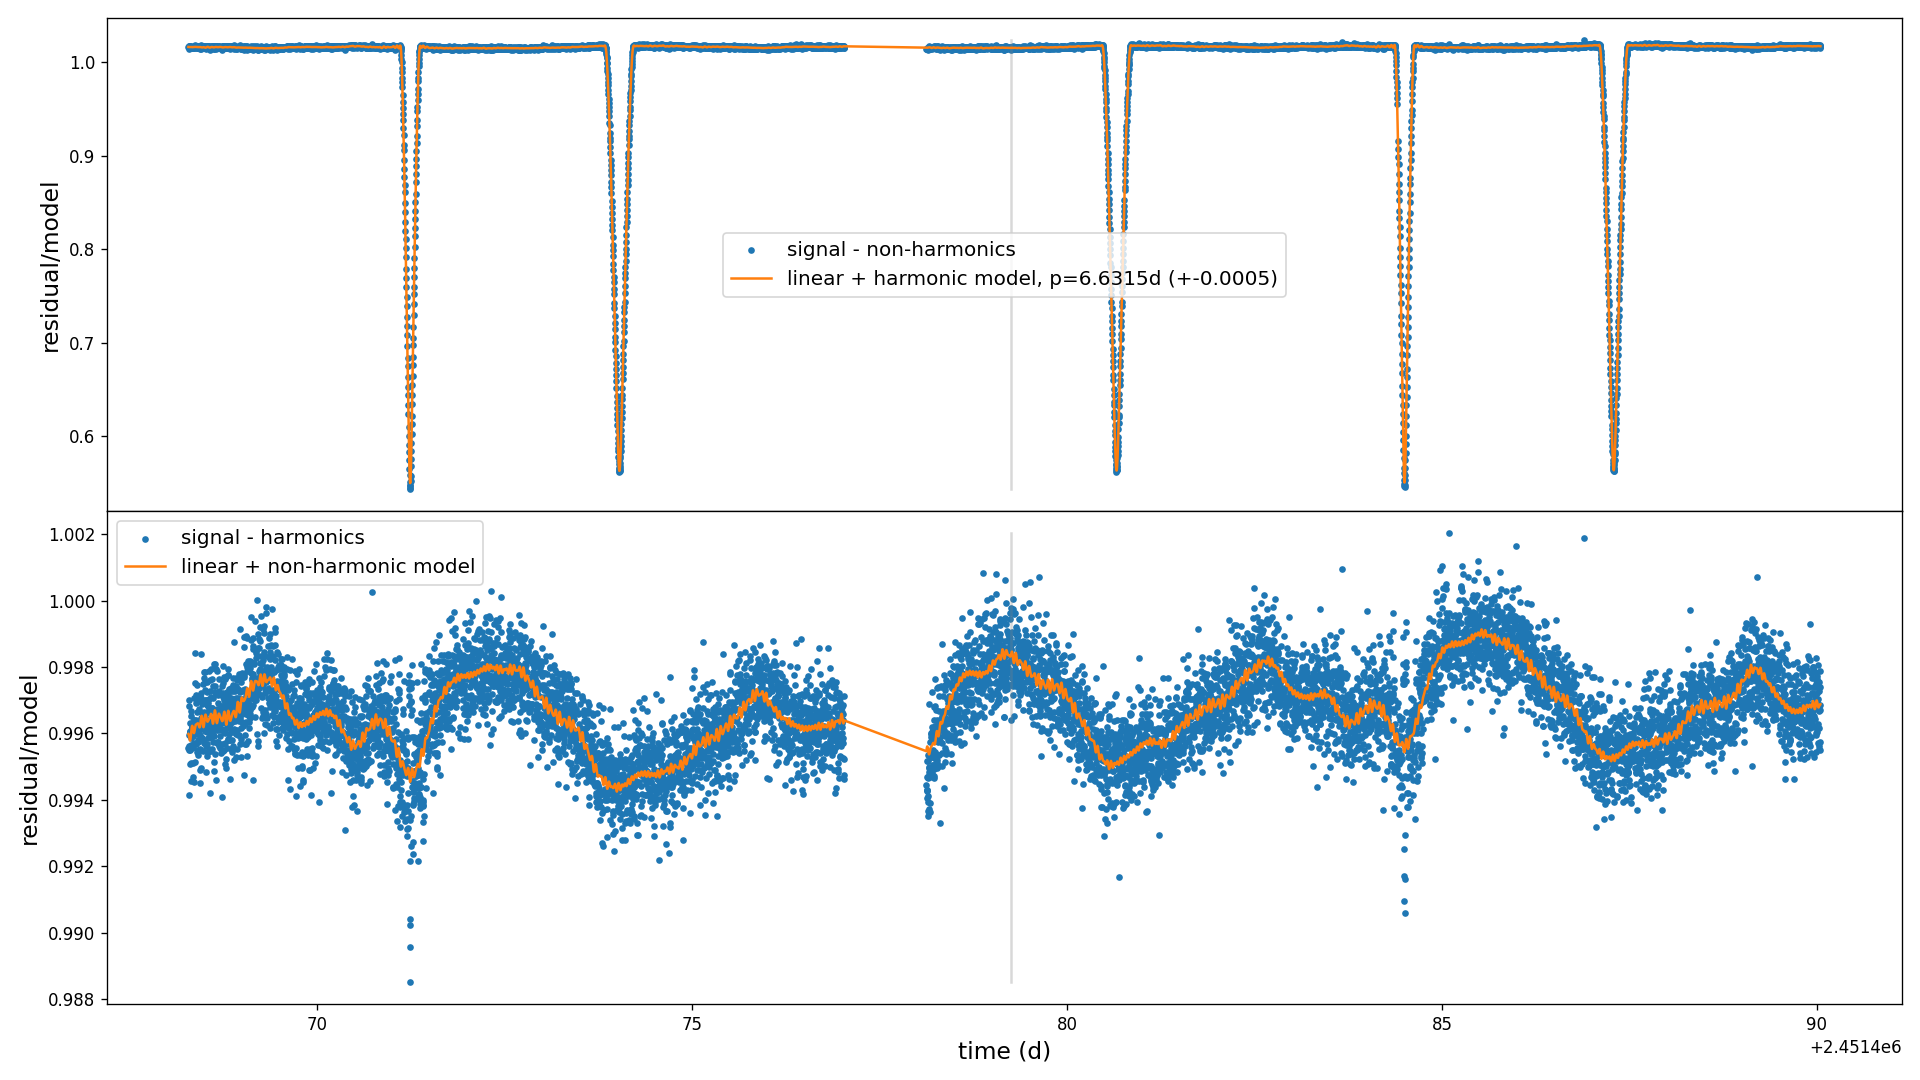 1.0
0.9
0.8
0.7
0.6
residual/model
signal - non-harmonics
linear + harmonic model, p=6.6315d (+-0.0005)
1.002
1.000
0.998
0.996
0.994
0.992
0.990
0.988
residual/model
signal - harmonics
linear + non-harmonic model
70 75 80 85 90
time (d)
+2.4514e6